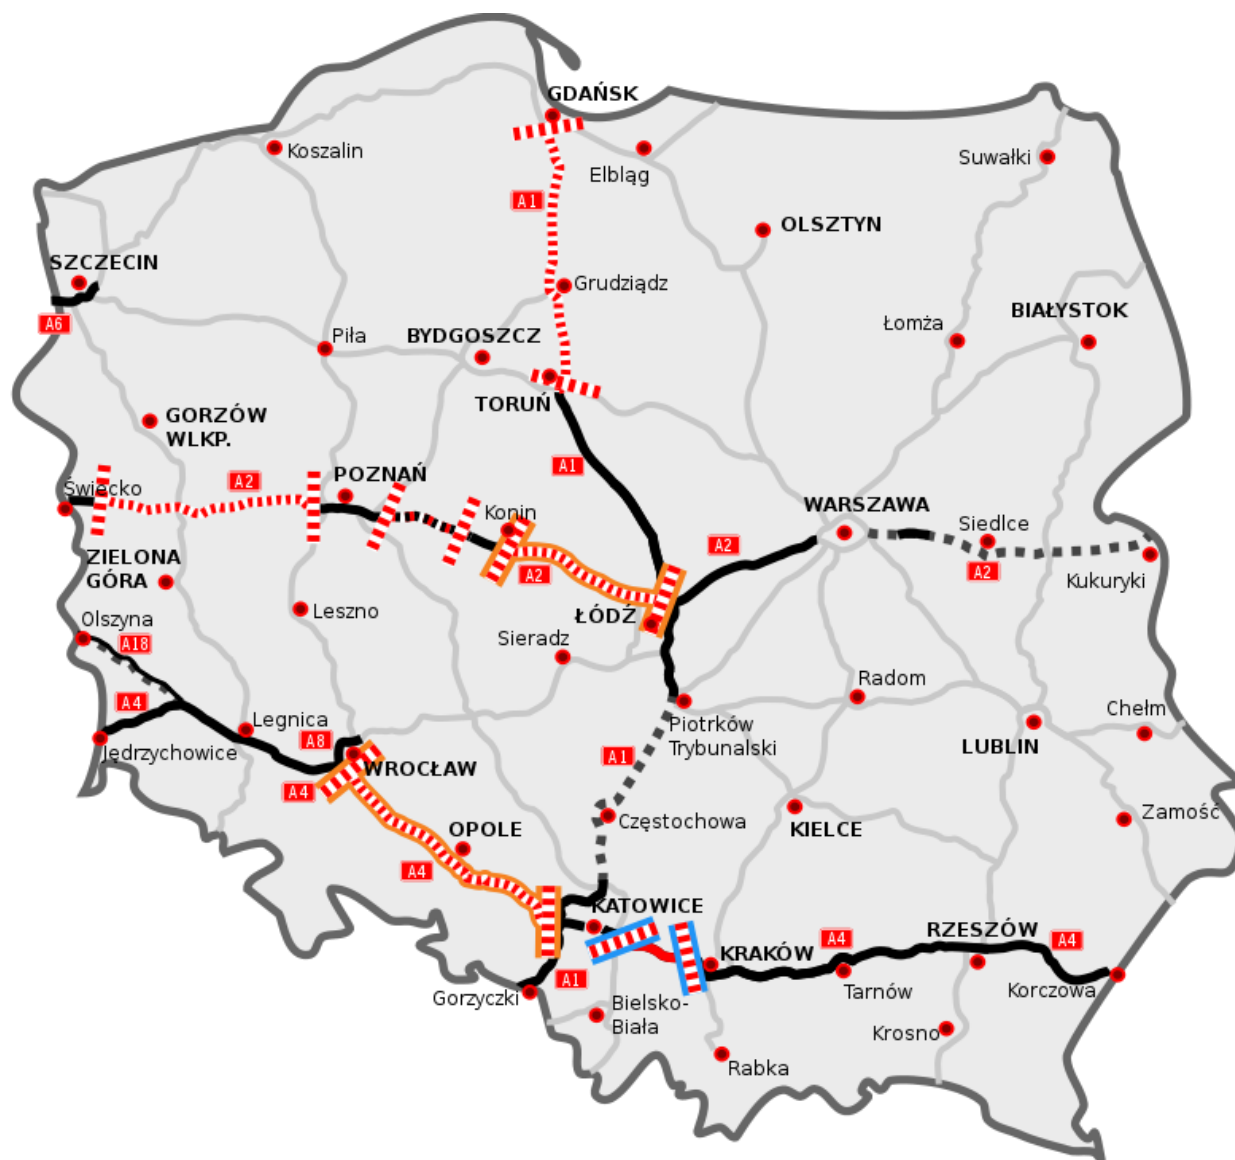 GDAŃSK
Koszalin
Elbląg
Suwałki
A1
OLSZTYN
SZCZECIN
Grudziądz
A6
Piła
BYDGOSZCZ
Łomża
BIAŁYSTOK
TORUŃ
GORZÓW
WLKP.
A1
A2
POZNAŃ
Świecko
Konin
WARSZAWA
Siedlce
A2
A2
A2
Kukuryki
ZIELONA
GÓRA
Olszyna
Leszno
ŁÓDŹ
A18
Sieradz
Radom
A4
Legnica
Piotrków
Trybunalski
Chełm
A8
Jędrzychowice
LUBLIN
A1
WROCŁAW
A4
Zamość
OPOLE
Częstochowa
KIELCE
A4
KATOWICE
RZESZÓW
A4
A4
KRAKÓW
A1
Gorzyczki
Tarnów
Korczowa
Bielsko-
Biała
Krosno
Rabka